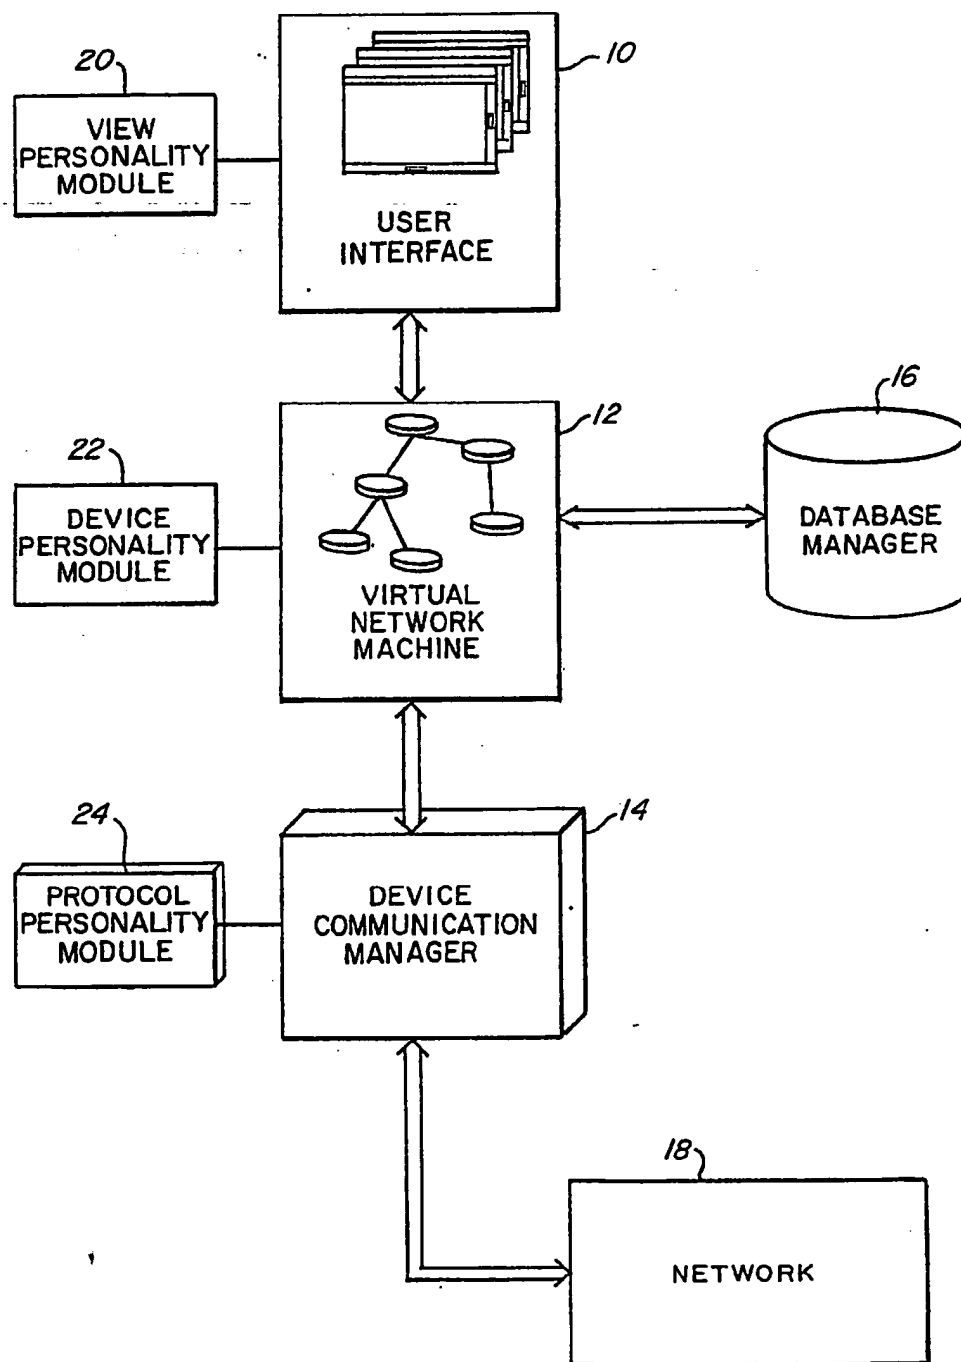 20
10
VIEW
PERSONALITY
MODULE
USER
INTERFACE
12
16
22
DEVICE
PERSONALITY
MODULE
DATABASE
MANAGER
VIRTUAL
NETWORK
MACHINE
24
14
PROTOCOL
PERSONALITY
MODULE
DEVICE
COMMUNICATION
MANAGER
18
NETWORK